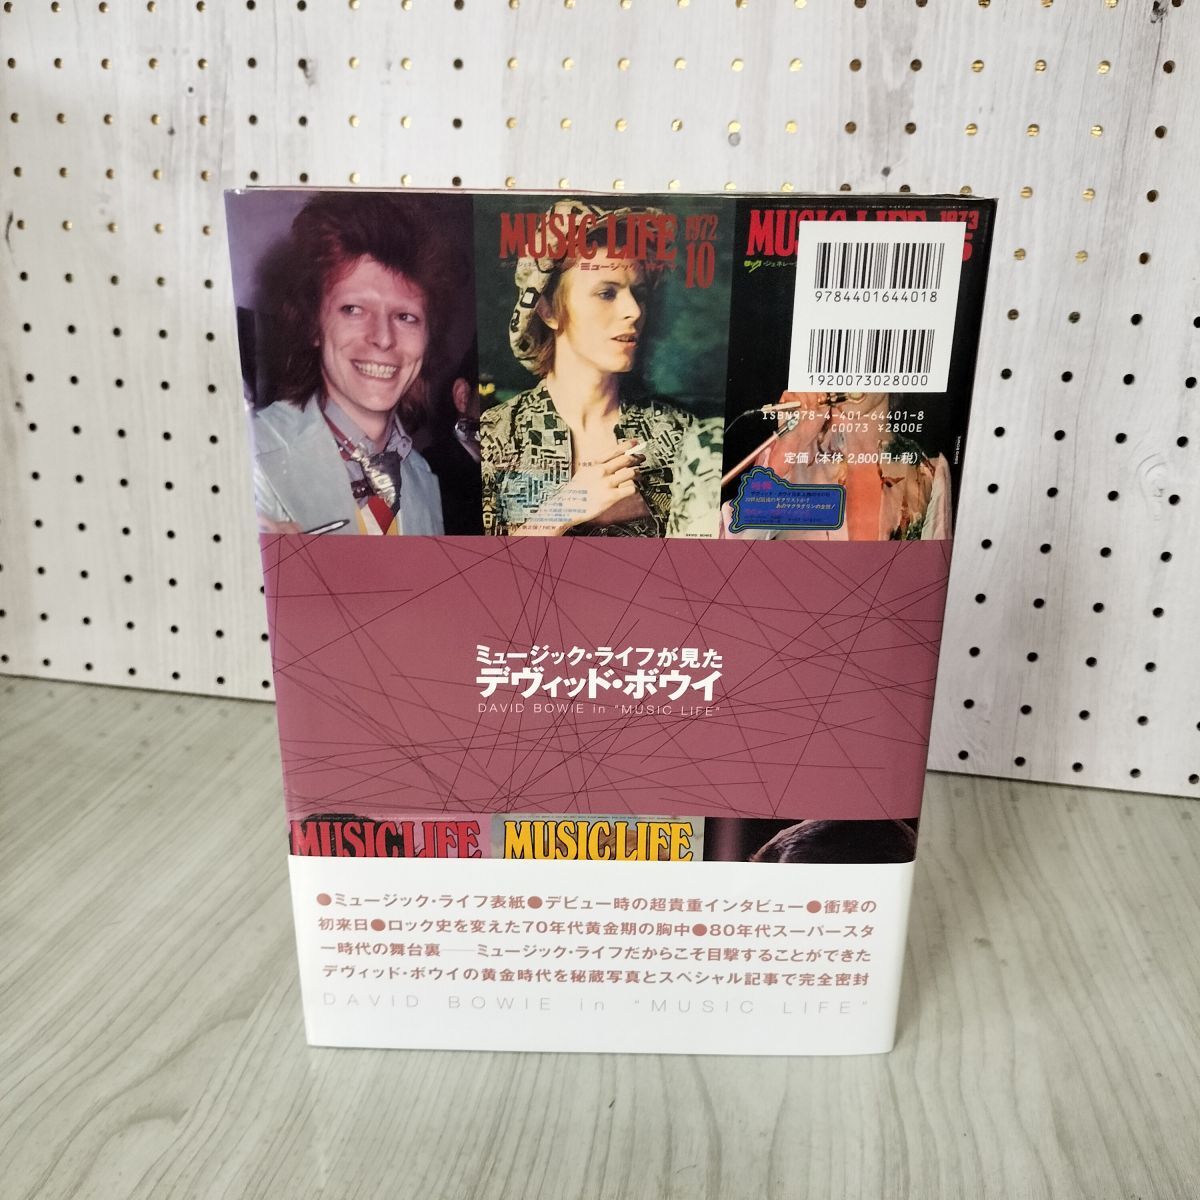 MUSIC LIFE 1972
10
ミュージック・ライフ
MUSIC LIFE 1973
9784401644018
1920073028000
ISBN978-4-401-64401-8
C0073 ¥2800E
定価（本体 2,800円+税）
DAVID BOWIE
ミュージック・ライフが見た
デヴィッド・ボウイ
DAVID BOWIE in "MUSIC LIFE"
MUSIC LIFE
MUSIC LIFE
●ミュージック・ライフ表紙●デビュー時の超貴重インタビュー●衝撃の
初来日●ロック史を変えた70年代黄金期の胸中●80年代スーパースタ
ー時代の舞台裏――ミュージック・ライフだからこそ目撃することができた
デヴィッド・ボウイの黄金時代を秘蔵写真とスペシャル記事で完全密封
DAVID BOWIE in "MUSIC LIFE"